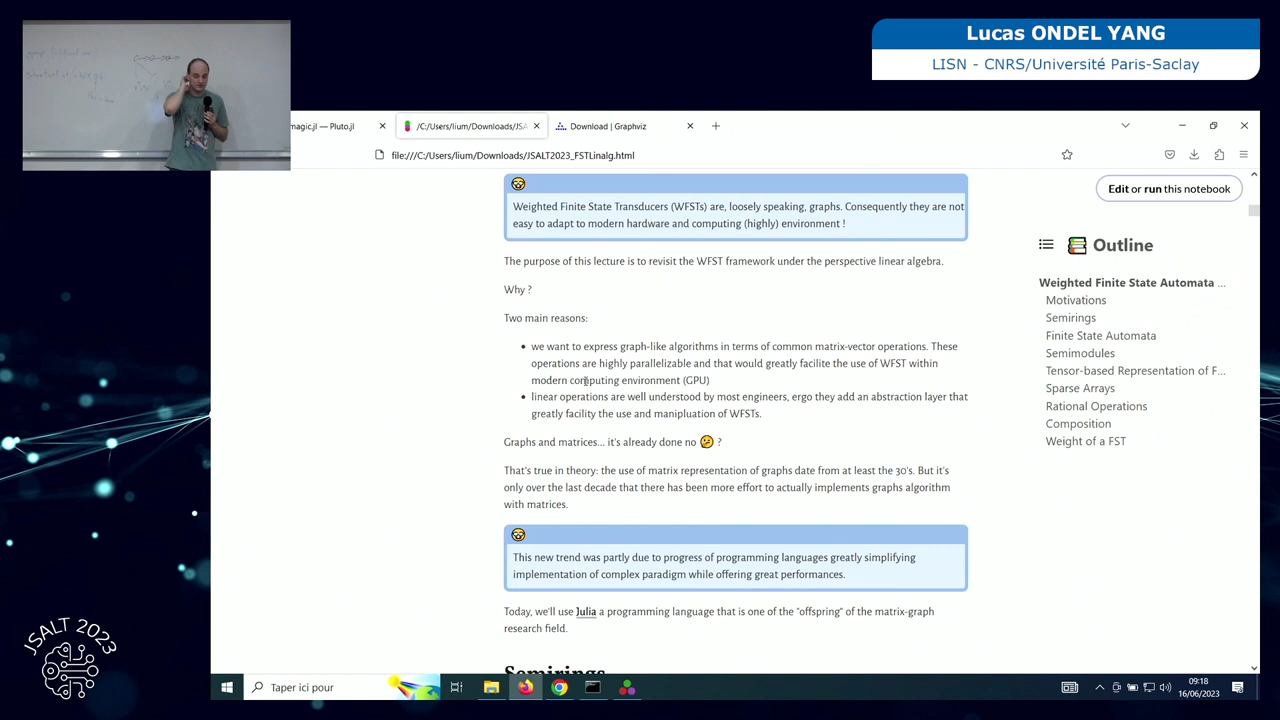 Lucas ONDEL YANG
LISN - CNRS/Université Paris-Saclay
magic.jl — Pluto.jl
/C:/Users/lium/Downloads/JSA
Download | Graphviz
file:///C:/Users/lium/Downloads/JSALT2023_FSTLinalg.html
Edit or run this notebook
Weighted Finite State Transducers (WFSTs) are, loosely speaking, graphs. Consequently they are not
easy to adapt to modern hardware and computing (highly) environment !
The purpose of this lecture is to revisit the WFST framework under the perspective linear algebra.
Why ?
Two main reasons:
• we want to express graph-like algorithms in terms of common matrix-vector operations. These
operations are highly parallelizable and that would greatly facilite the use of WFST within
modern computing environment (GPU)
• linear operations are well understood by most engineers, ergo they add an abstraction layer that
greatly facility the use and manipluation of WFSTs.
Graphs and matrices... it's already done no 🤔 ?
That's true in theory: the use of matrix representation of graphs date from at least the 30's. But it's
only over the last decade that there has been more effort to actually implements graphs algorithm
with matrices.
This new trend was partly due to progress of programming languages greatly simplifying
implementation of complex paradigm while offering great performances.
Today, we'll use Julia a programming language that is one of the "offspring" of the matrix-graph
research field.
Semirings
Outline
Weighted Finite State Automata ...
Motivations
Semirings
Finite State Automata
Semimodules
Tensor-based Representation of F...
Sparse Arrays
Rational Operations
Composition
Weight of a FST
JSALT 2023
Taper ici pour
09:18
16/06/2023